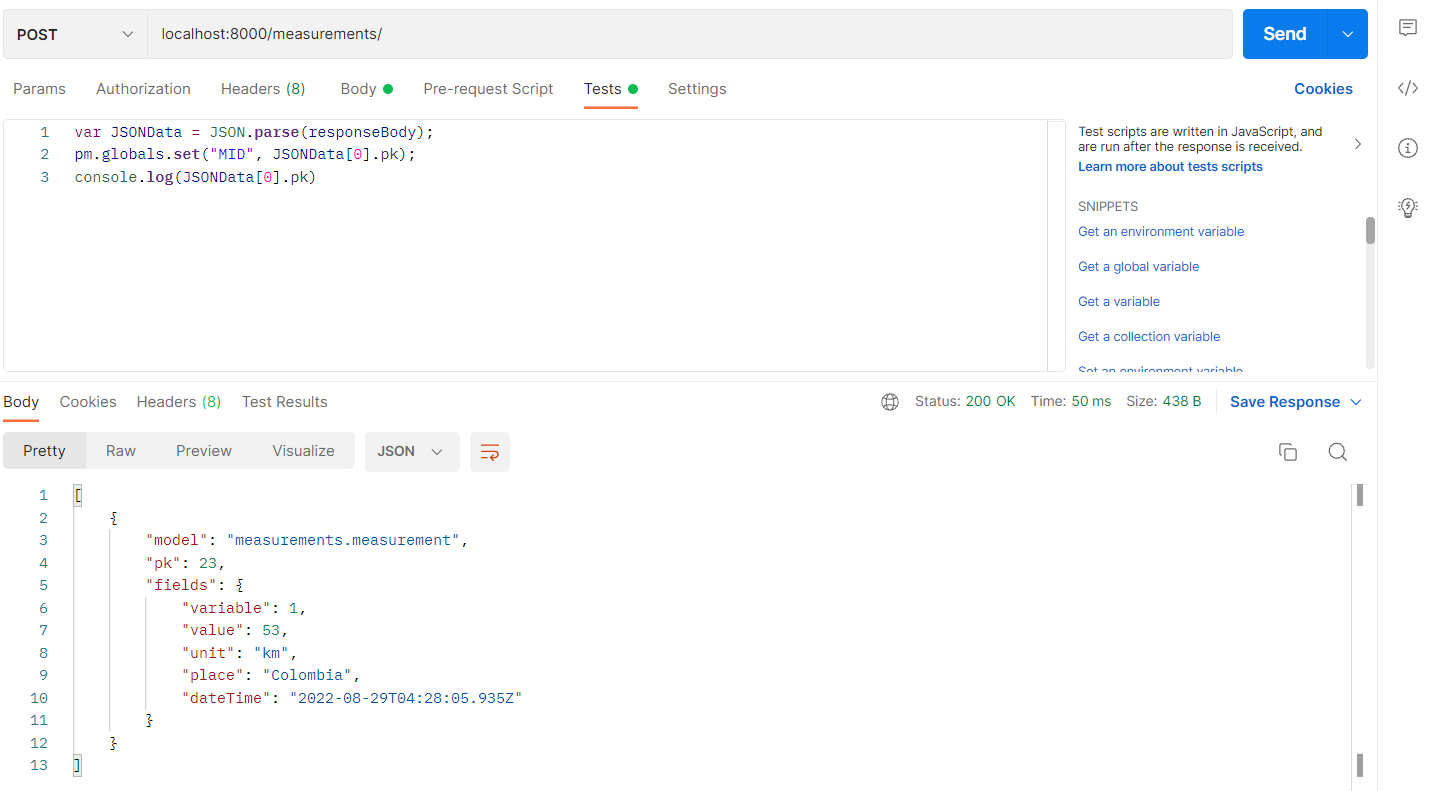 POST localhost:8000/measurements/ Send
Params Authorization Headers (8) Body Pre-request Script Tests Settings Cookies
1 var JSONData = JSON.parse(responseBody);
2 pm.globals.set("MID", JSONData[0].pk);
3 console.log(JSONData[0].pk)
Test scripts are written in JavaScript, and
are run after the response is received.
Learn more about tests scripts
SNIPPETS
Get an environment variable
Get a global variable
Get a variable
Get a collection variable
Set an environment variable
Body Cookies Headers (8) Test Results Status: 200 OK Time: 50 ms Size: 438 B Save Response
Pretty Raw Preview Visualize JSON
1 [
2 {
3 "model": "measurements.measurement",
4 "pk": 23,
5 "fields": {
6 "variable": 1,
7 "value": 53,
8 "unit": "km",
9 "place": "Colombia",
10 "dateTime": "2022-08-29T04:28:05.935Z"
11 }
12 }
13 ]